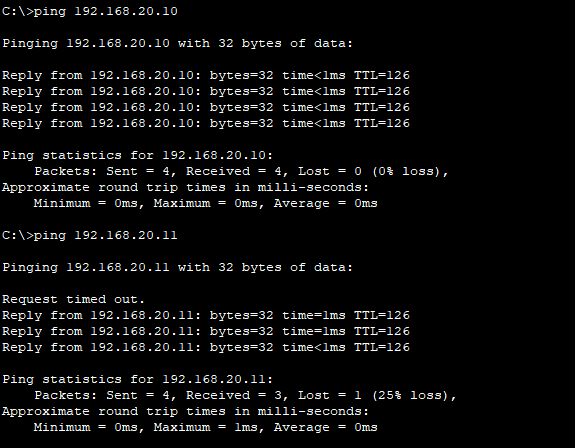 C:\>ping 192.168.20.10
Pinging 192.168.20.10 with 32 bytes of data:
Reply from 192.168.20.10: bytes=32 time<1ms TTL=126
Reply from 192.168.20.10: bytes=32 time<1ms TTL=126
Reply from 192.168.20.10: bytes=32 time<1ms TTL=126
Reply from 192.168.20.10: bytes=32 time<1ms TTL=126
Ping statistics for 192.168.20.10:
    Packets: Sent = 4, Received = 4, Lost = 0 (0% loss),
Approximate round trip times in milli-seconds:
    Minimum = 0ms, Maximum = 0ms, Average = 0ms
C:\>ping 192.168.20.11
Pinging 192.168.20.11 with 32 bytes of data:
Request timed out.
Reply from 192.168.20.11: bytes=32 time=1ms TTL=126
Reply from 192.168.20.11: bytes=32 time=1ms TTL=126
Reply from 192.168.20.11: bytes=32 time<1ms TTL=126
Ping statistics for 192.168.20.11:
    Packets: Sent = 4, Received = 3, Lost = 1 (25% loss),
Approximate round trip times in milli-seconds:
    Minimum = 0ms, Maximum = 1ms, Average = 0ms